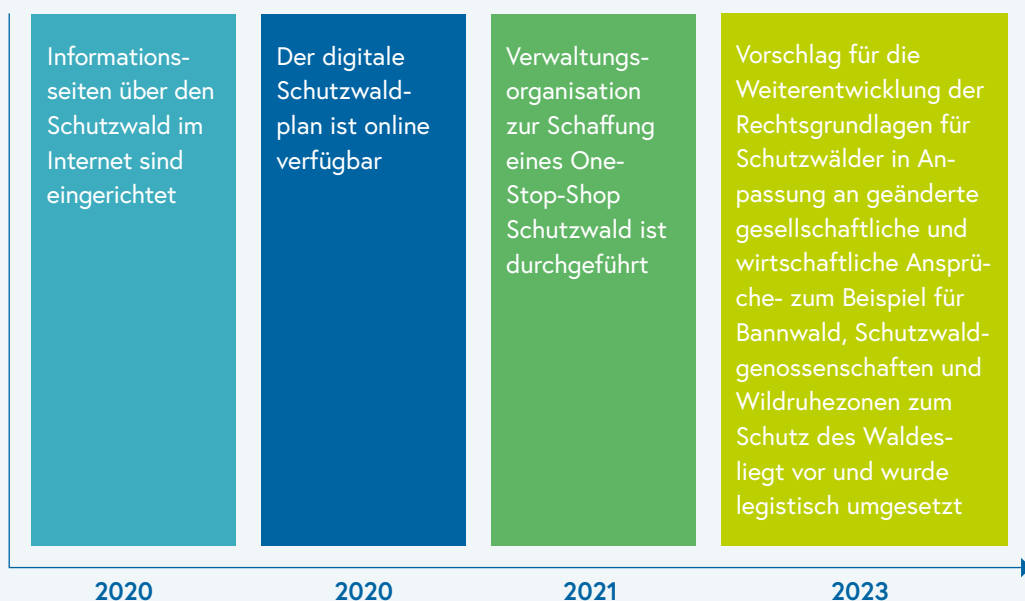 Informations-
seiten über den
Schutzwald im
Internet sind
eingerichtet
Der digitale
Schutzwald-
plan ist online
verfügbar
Verwaltungs-
organisation
zur Schaffung
eines One-
Stop-Shop
Schutzwald ist
durchgeführt
Vorschlag für die
Weiterentwicklung der
Rechtsgrundlagen für
Schutzwälder in An-
passung an geänderte
gesellschaftliche und
wirtschaftliche Ansprü-
che- zum Beispiel für
Bannwald, Schutzwald-
genossenschaften und
Wildruhezonen zum
Schutz des Waldes-
liegt vor und wurde
legistisch umgesetzt
2020
2020
2021
2023